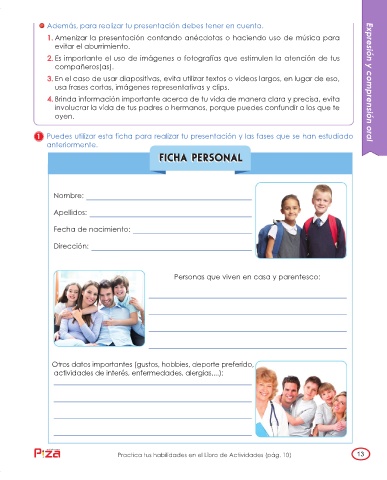 Además, para realizar tu presentación debes tener en cuenta.
1. Amenizar la presentación contando anécdotas o haciendo uso de música para
evitar el aburrimiento.
2. Es importante el uso de imágenes o fotografías que estimulen la atención de tus
compañeros(as).
3. En el caso de usar diapositivas, evita utilizar textos o videos largos, en lugar de eso,
usa frases cortas, imágenes representativas y clips.
4. Brinda información importante acerca de tu vida de manera clara y precisa, evita
involucrar la vida de tus padres o hermanos, porque puedes confundir a los que te
oyen.
Expresión y comprensión oral
1 Puedes utilizar esta ficha para realizar tu presentación y las fases que se han estudiado
anteriormente.
FICHA PERSONAL
Nombre:
Apellidos:
Fecha de nacimiento:
Dirección:
Personas que viven en casa y parentesco:
Otros datos importantes (gustos, hobbies, deporte preferido,
actividades de interés, enfermedades, alergias,...):
Piza
Practica tus habilidades en el Libro de Actividades (pág. 10)
13